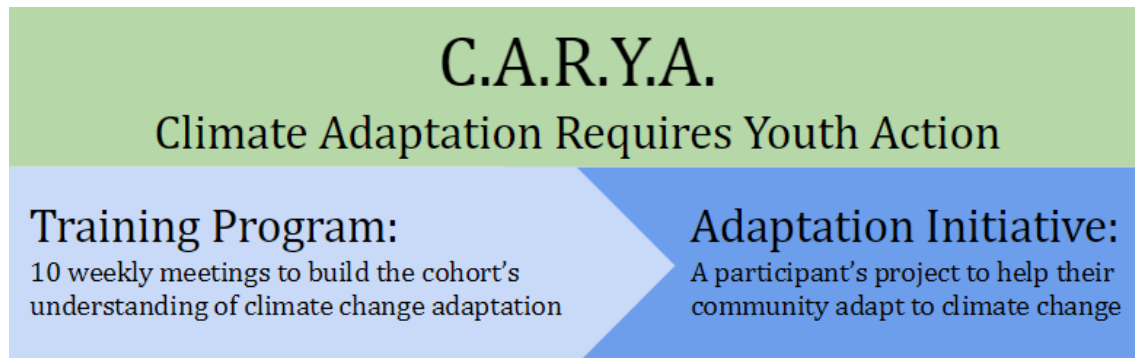 C.A.R.Y.A.
Climate Adaptation Requires Youth Action
Training Program:
10 weekly meetings to build the cohort's
understanding of climate change adaptation
Adaptation Initiative:
A participant's project to help their
community adapt to climate change